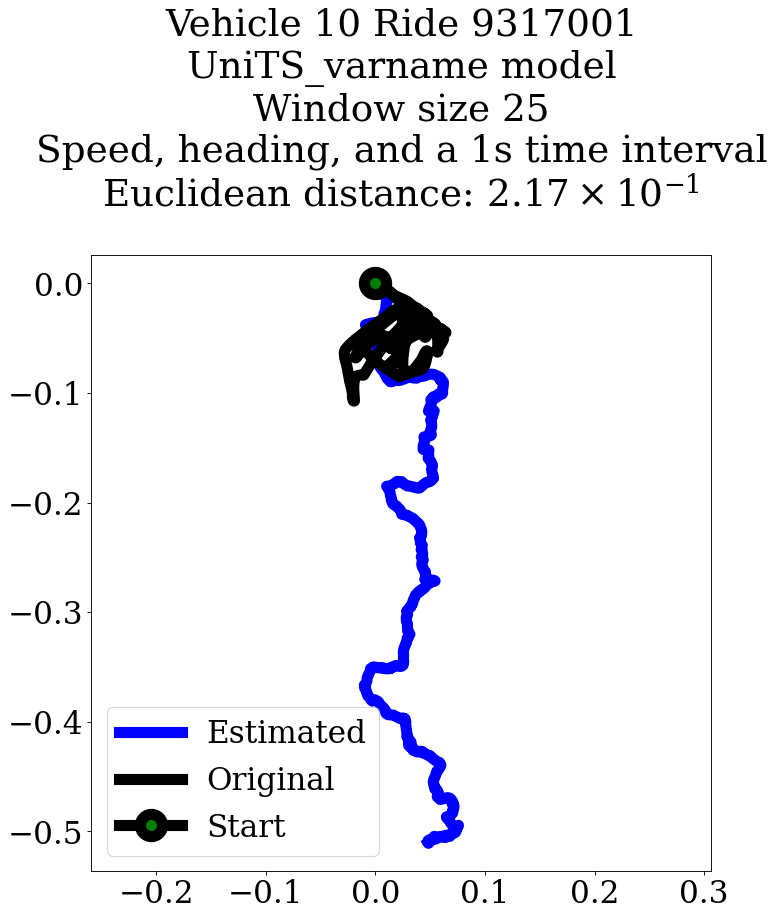 Vehicle 10 Ride 9317001
UniTS_varname model
Window size 25
Speed, heading, and a 1s time interval
Euclidean distance: 2.17 × 10⁻¹
0.0
−0.1
−0.2
−0.3
−0.4
−0.5
Estimated
Original
Start
−0.2 −0.1 0.0 0.1 0.2 0.3